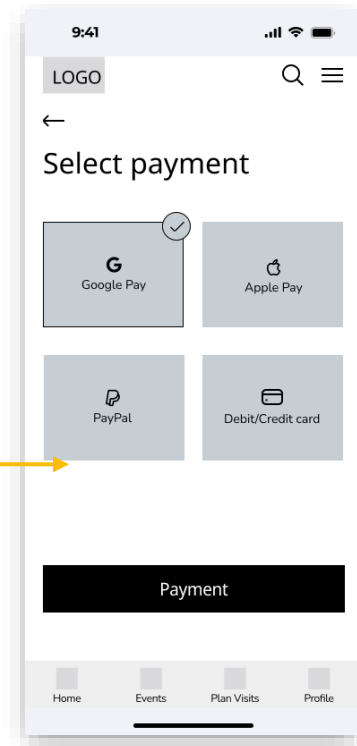 9:41
LOGO
Select payment
Google Pay
Apple Pay
PayPal
Debit/Credit card
Payment
Home Events Plan Visits Profile